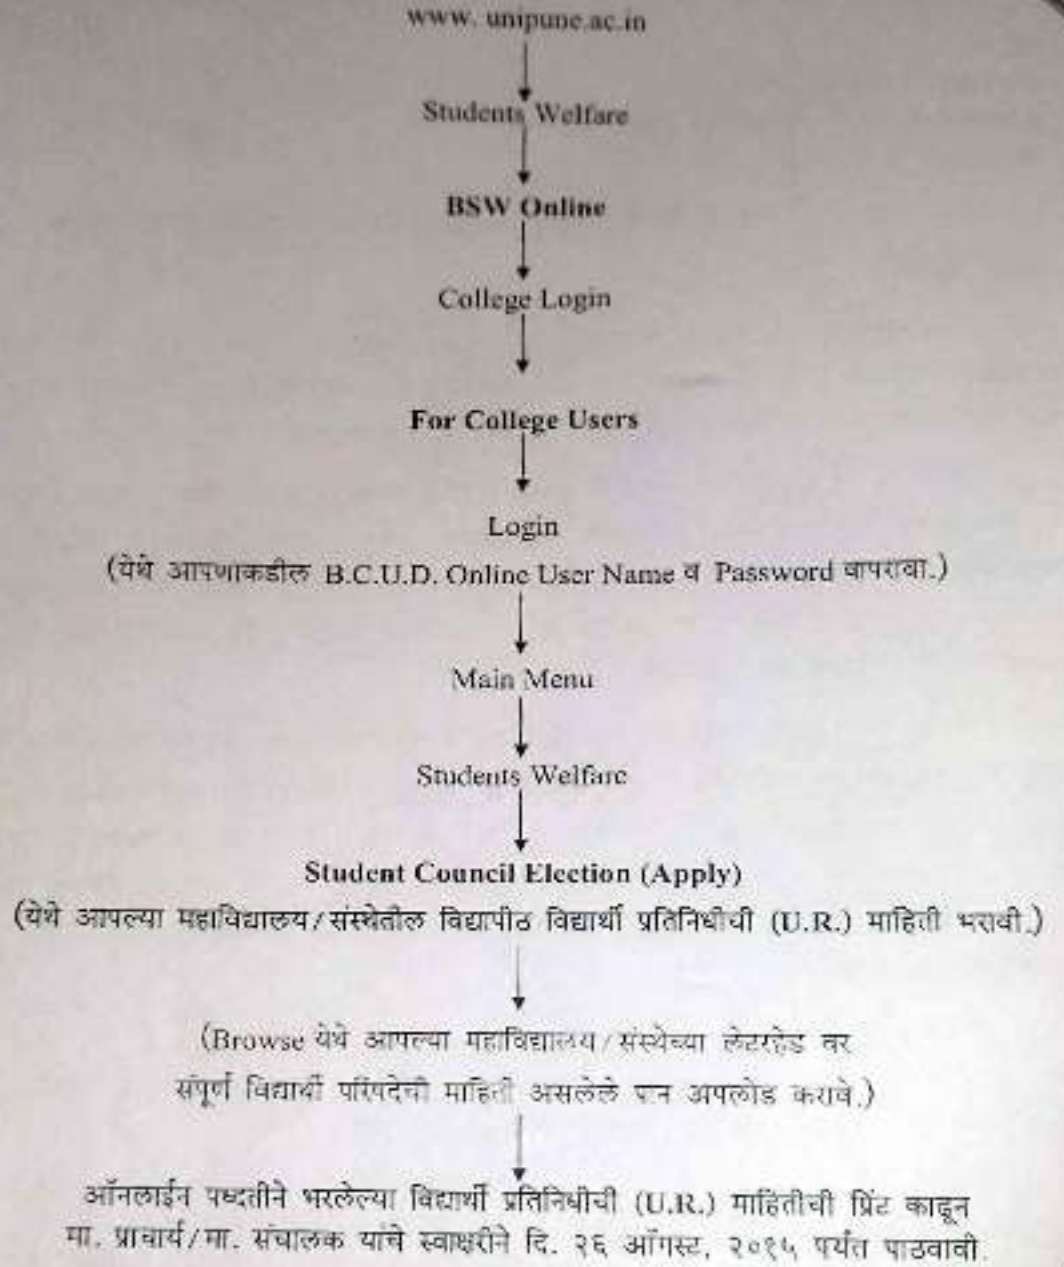 www. unipune.ac.in
Students Welfare
BSW Online
College Login
For College Users
Login
(येथे आपणाकडील B.C.U.D. Online User Name व Password वापरावा.)
Main Menu
Students Welfare
Student Council Election (Apply)
(येथे आपल्या महाविद्यालय/संस्थेतील विद्यापीठ विद्यार्थी प्रतिनिधीची (U.R.) माहिती भरावी.)
(Browse येथे आपल्या महाविद्यालय/संस्थेच्या लेटरहेड वर
संपूर्ण विद्यार्थी परिषदेची माहिती असलेले पान अपलोड करावे.)
ऑनलाईन पध्दतीने भरलेल्या विद्यार्थी प्रतिनिधीची (U.R.) माहितीची प्रिंट काढून
मा. प्राचार्य/मा. संचालक यांचे स्वाक्षरीने दि. २६ ऑगस्ट, २०१५ पर्यंत पाठवावी.